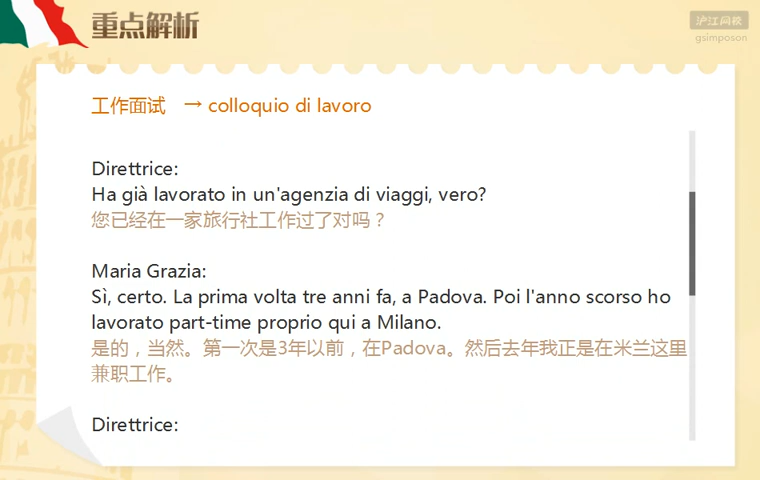 重点解析
沪江网校
gsimposon
工作面试 → colloquio di lavoro
Direttrice:
Ha già lavorato in un'agenzia di viaggi, vero?
您已经在一家旅行社工作过了对吗？
Maria Grazia:
Sì, certo. La prima volta tre anni fa, a Padova. Poi l'anno scorso ho
lavorato part-time proprio qui a Milano.
是的，当然。第一次是3年以前，在Padova。然后去年我正是在米兰这里
兼职工作。
Direttrice: